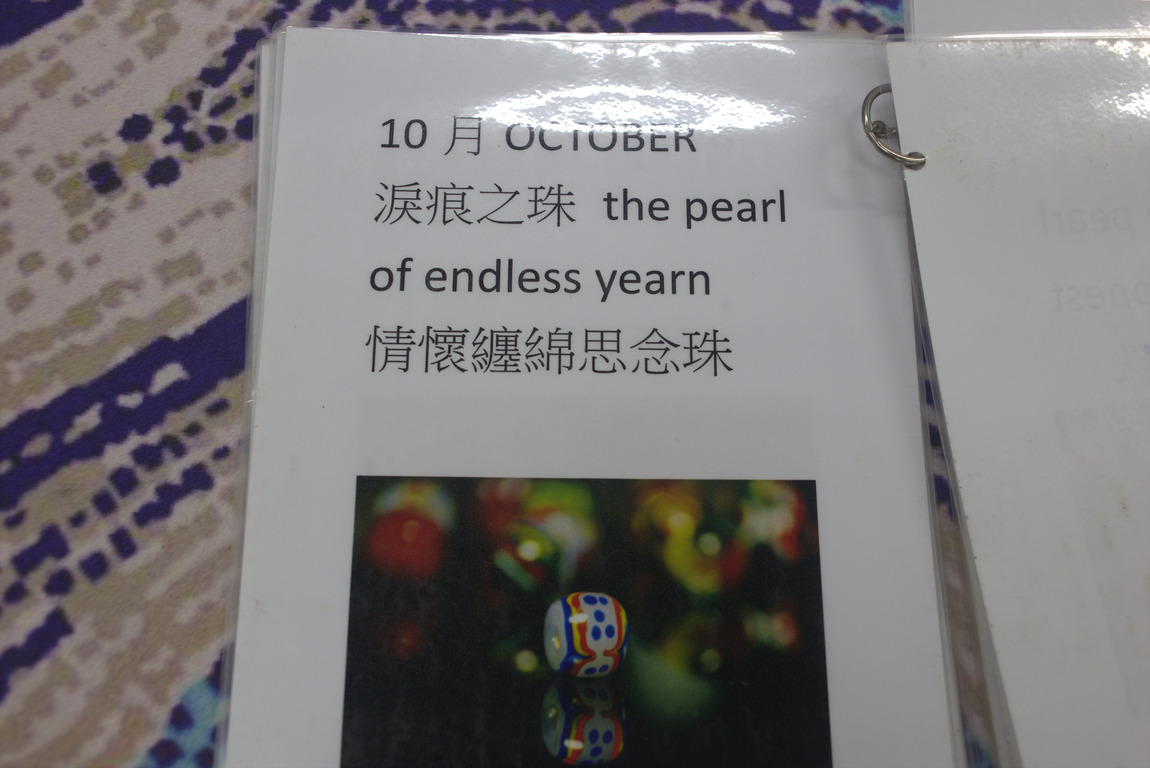 10 月 OCTOBER
淚痕之珠 the pearl
of endless yearn
情懷纏綿思念珠